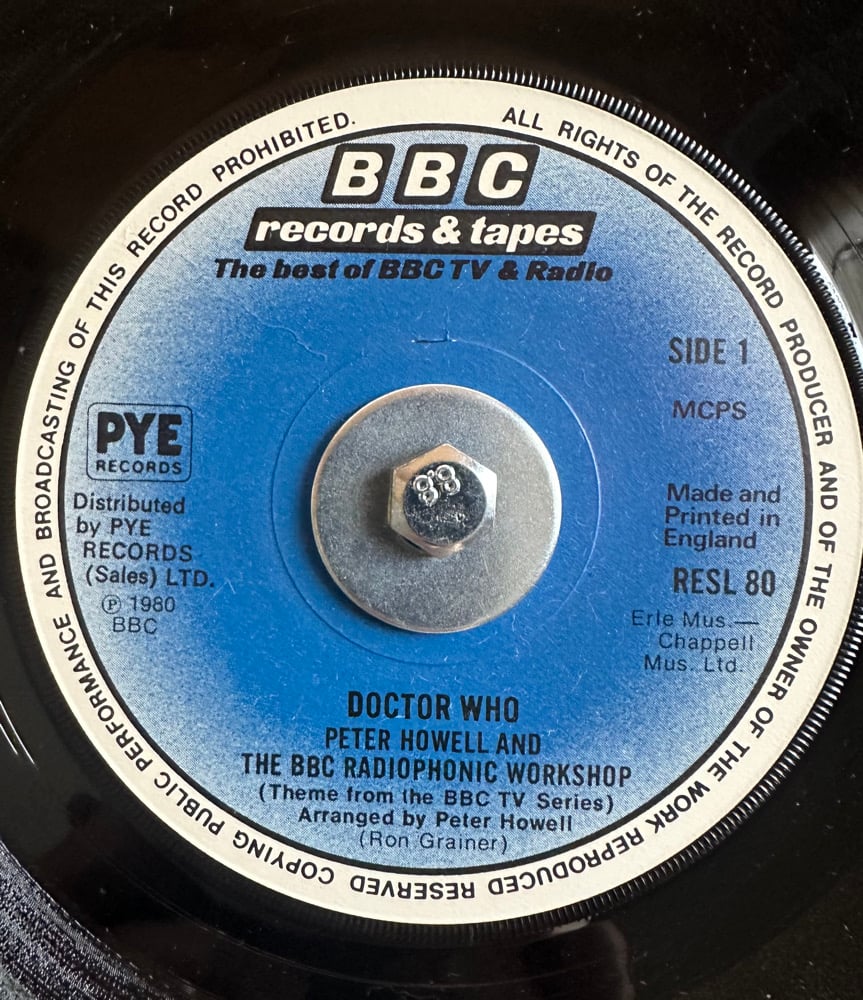 BBC
records & tapes
The best of BBC TV & Radio
SIDE 1
MCPS
PYE
RECORDS
Distributed
by PYE
RECORDS
(Sales) LTD.
℗ 1980
BBC
Made and
Printed in
England
RESL 80
Erle Mus.—
Chappell
Mus. Ltd.
88
DOCTOR WHO
PETER HOWELL AND
THE BBC RADIOPHONIC WORKSHOP
(Theme from the BBC TV Series)
Arranged by Peter Howell
(Ron Grainer)
ALL RIGHTS OF THE RECORD PRODUCER AND OF THE OWNER OF THE WORK REPRODUCED RESERVED COPYING PUBLIC PERFORMANCE AND BROADCASTING OF THIS RECORD PROHIBITED.